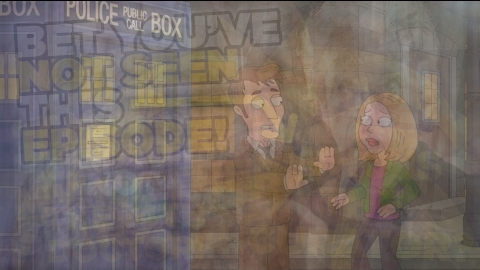 BOX POLICE PUBLIC CALL BOX
BET YOU'VE
NOT SEEN
THIS
EPISODE!